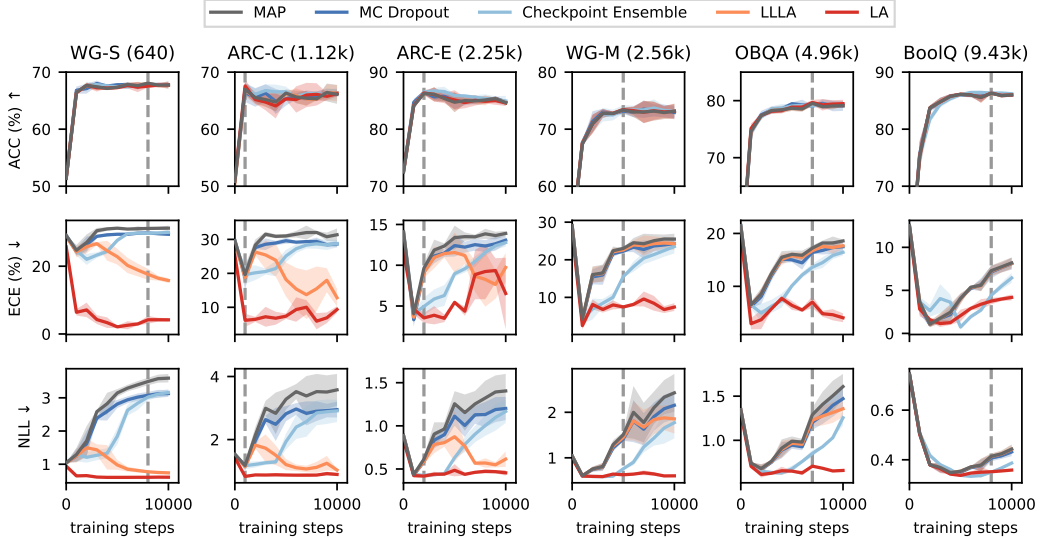 MAP MC Dropout Checkpoint Ensemble LLLA LA
WG-S (640) ARC-C (1.12k) ARC-E (2.25k) WG-M (2.56k) OBQA (4.96k) BoolQ (9.43k)
ACC (%) ↑
70 60 50
70 60 50
90 80 70
80 70 60
80 70
90 80 70
ECE (%) ↓
20 0
30 20 10 0
15 10 5 0
30 20 10
20 10 0
10 5 0
NLL ↓
3 2 1
4 2
1.5 1.0 0.5
2 1
1.5 1.0
0.6 0.4
0 10000 0 10000 0 10000 0 10000 0 10000 0 10000
training steps training steps training steps training steps training steps training steps